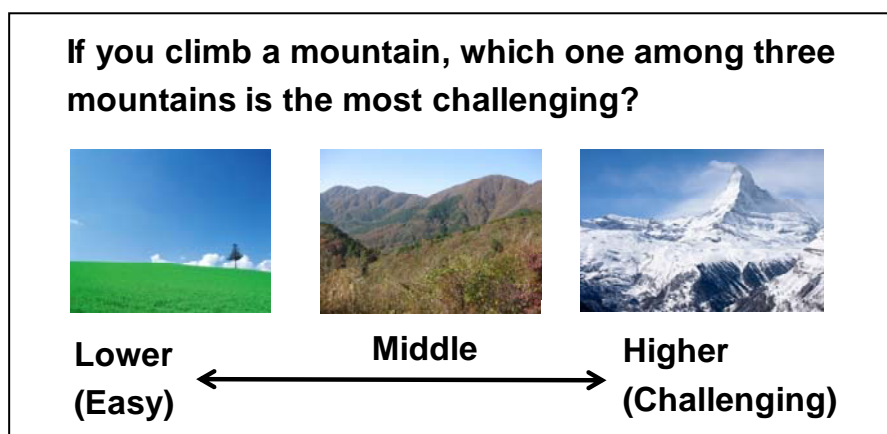 If you climb a mountain, which one among three
mountains is the most challenging?
Lower
(Easy)
Middle
Higher
(Challenging)